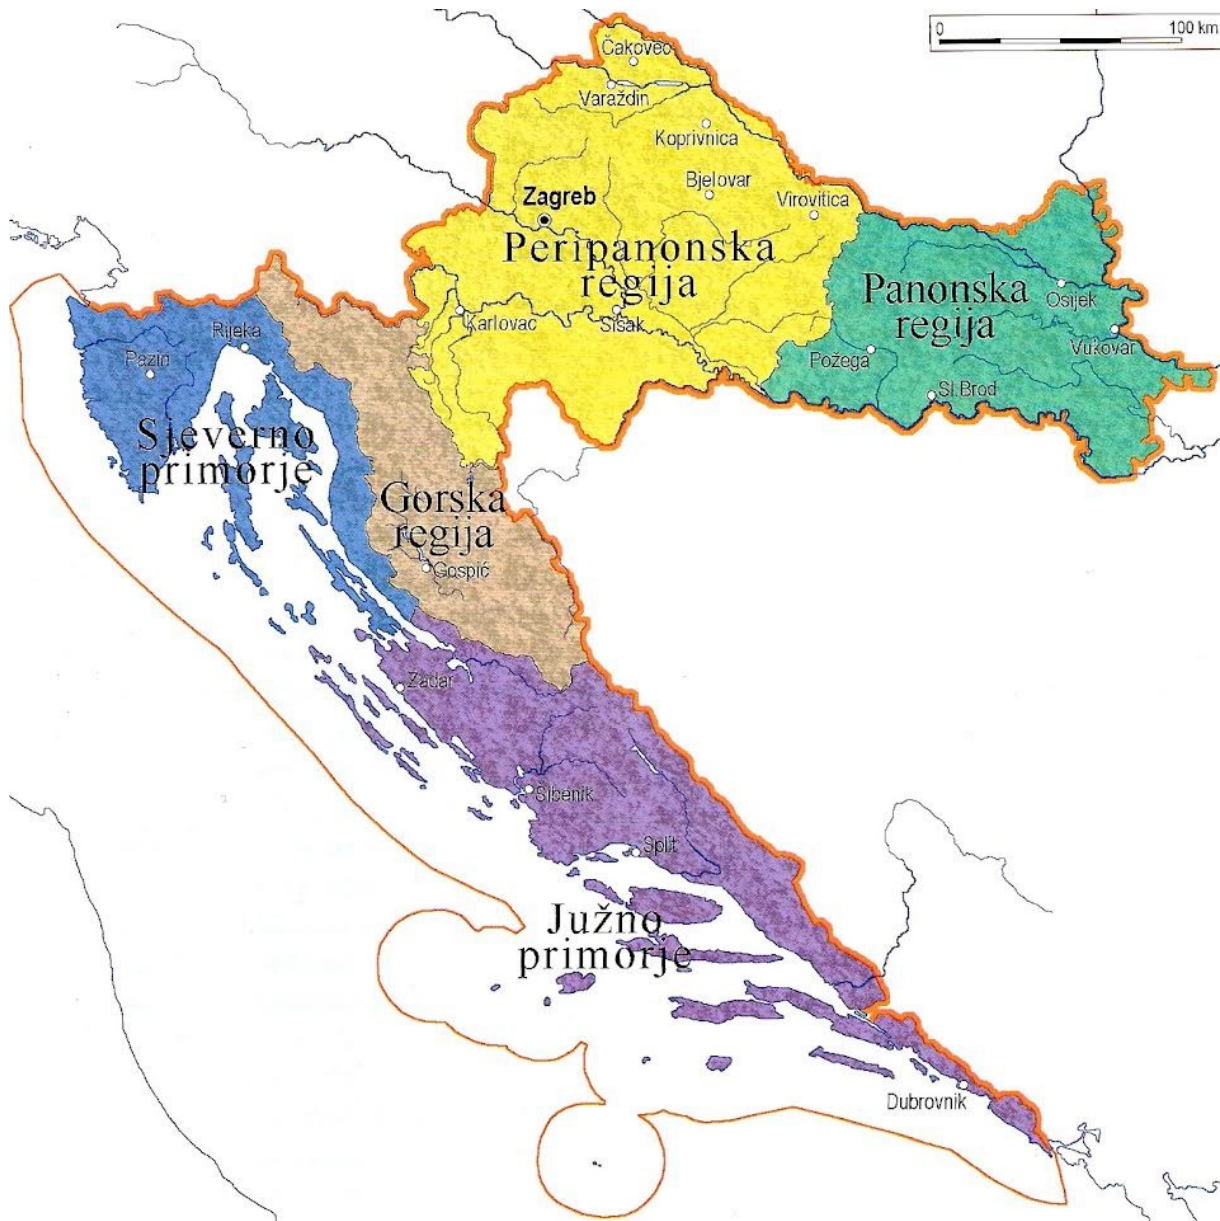 0 100 km
Čakovec
Varaždin
Koprivnica
Bjelovar
Virovitica
Zagreb
Peripanonska
regija
Karlovac
Sisak
Panonska
regija
Osijek
Vukovar
Požega
Sl.Brod
Rijeka
Pazin
Sjeverno
primorje
Gorska
regija
Gospić
Zadar
Šibenik
Split
Južno
primorje
Dubrovnik